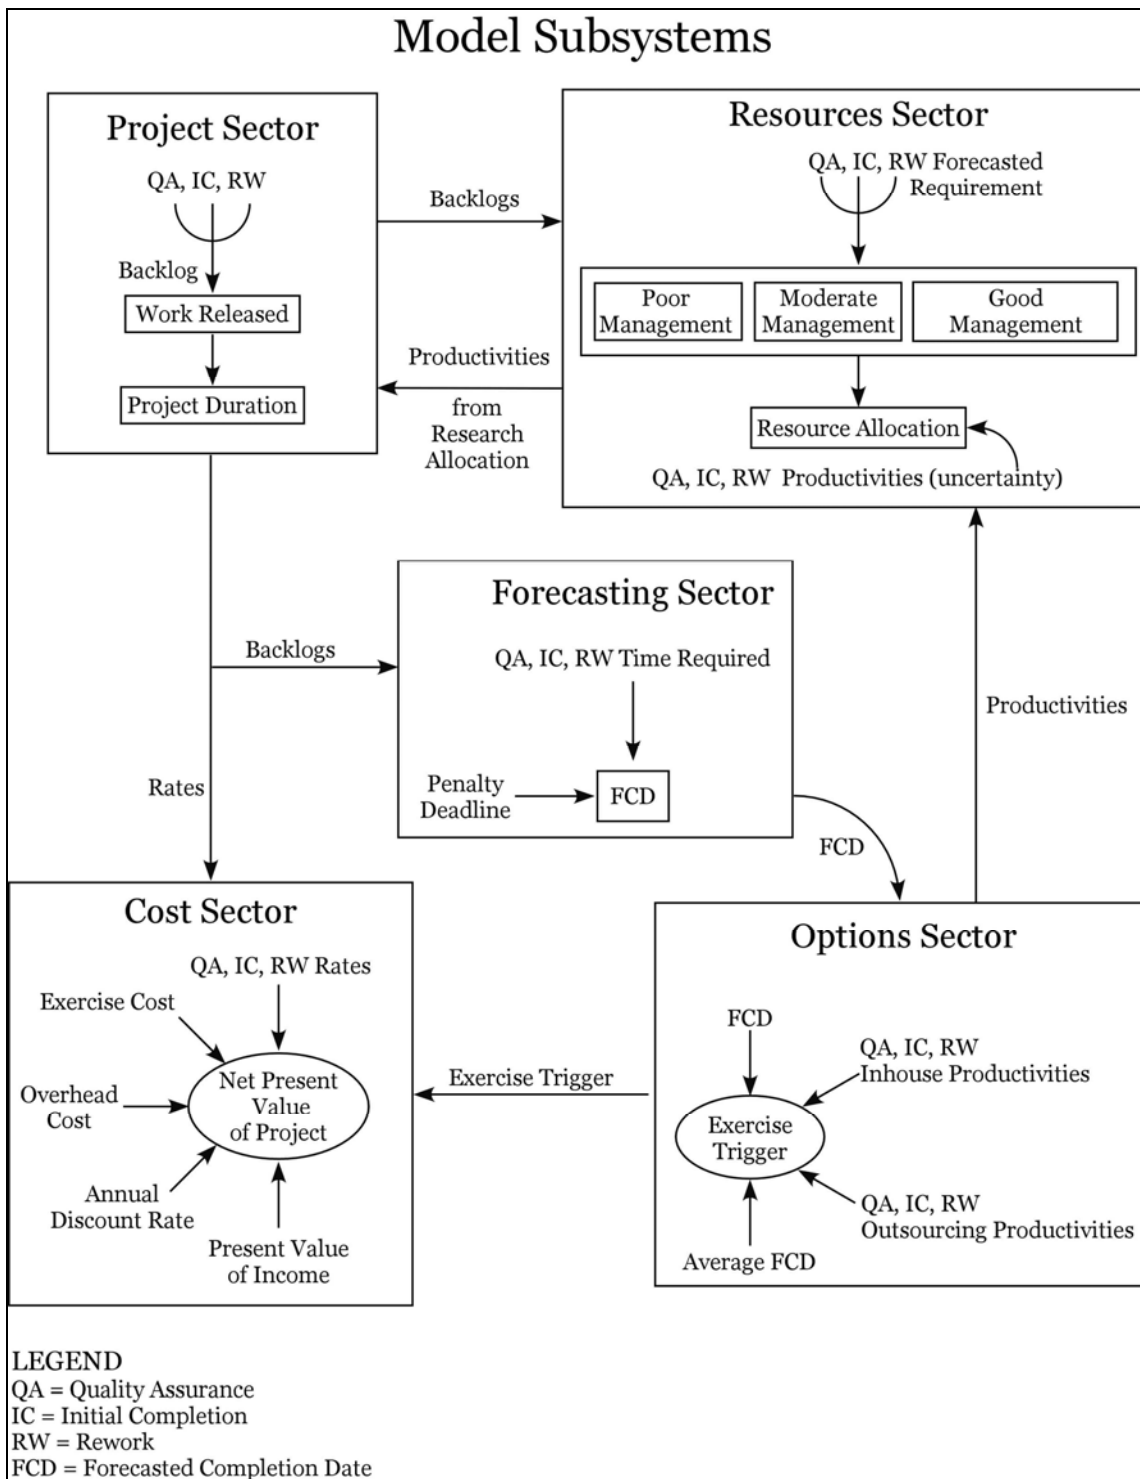 Model Subsystems
Project Sector
QA, IC, RW
Backlog
Work Released
Project Duration
Backlogs
Productivities
from
Research
Allocation
Resources Sector
QA, IC, RW Forecasted
Requirement
Poor
Management
Moderate
Management
Good
Management
Resource Allocation
QA, IC, RW Productivities (uncertainty)
Forecasting Sector
QA, IC, RW Time Required
Penalty
Deadline
FCD
Backlogs
Rates
FCD
Productivities
Cost Sector
QA, IC, RW Rates
Exercise Cost
Overhead
Cost
Net Present
Value
of Project
Annual
Discount Rate
Present Value
of Income
Exercise Trigger
Options Sector
FCD
QA, IC, RW
Inhouse Productivities
Exercise
Trigger
QA, IC, RW
Outsourcing Productivities
Average FCD
LEGEND
QA = Quality Assurance
IC = Initial Completion
RW = Rework
FCD = Forecasted Completion Date